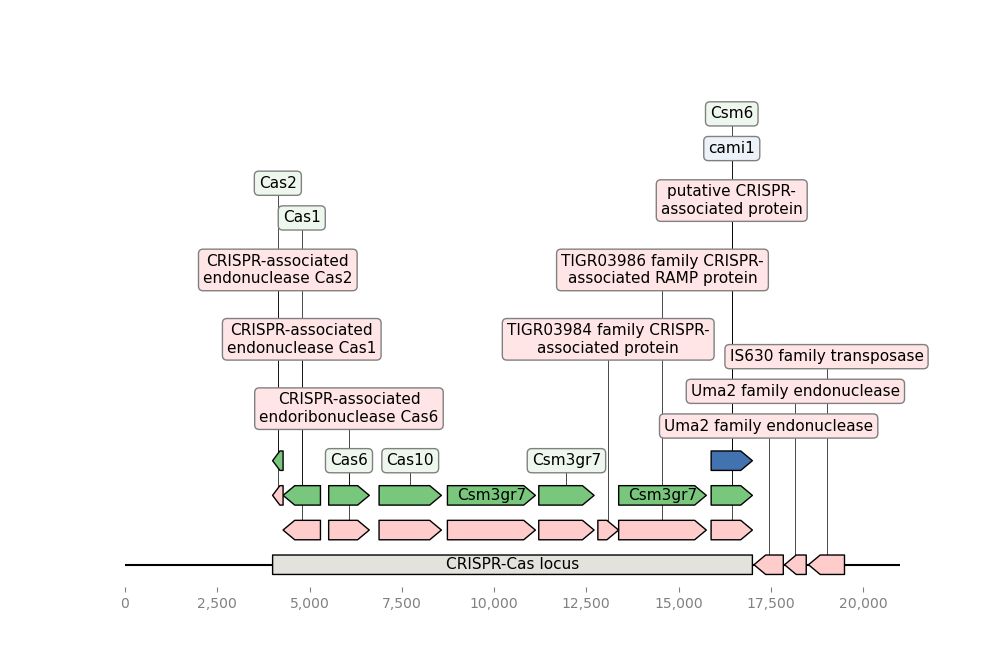 Csm6
cami1
putative CRISPR-
associated protein
Cas2
Cas1
CRISPR-associated
endonuclease Cas2
TIGR03986 family CRISPR-
associated RAMP protein
CRISPR-associated
endonuclease Cas1
TIGR03984 family CRISPR-
associated protein
IS630 family transposase
Uma2 family endonuclease
CRISPR-associated
endoribonuclease Cas6
Uma2 family endonuclease
Cas6
Cas10
Csm3gr7
Csm3gr7
Csm3gr7
CRISPR-Cas locus
0
2,500
5,000
7,500
10,000
12,500
15,000
17,500
20,000